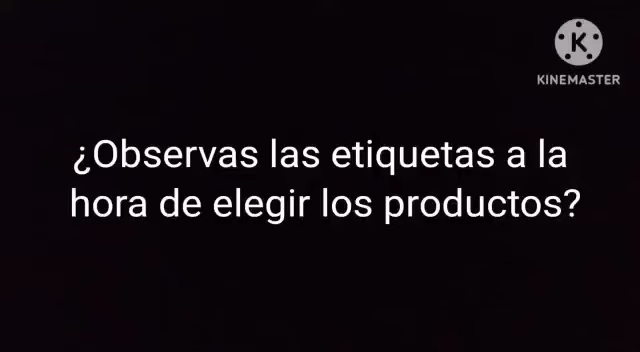 K
KINEMASTER
¿Observas las etiquetas a la
hora de elegir los productos?